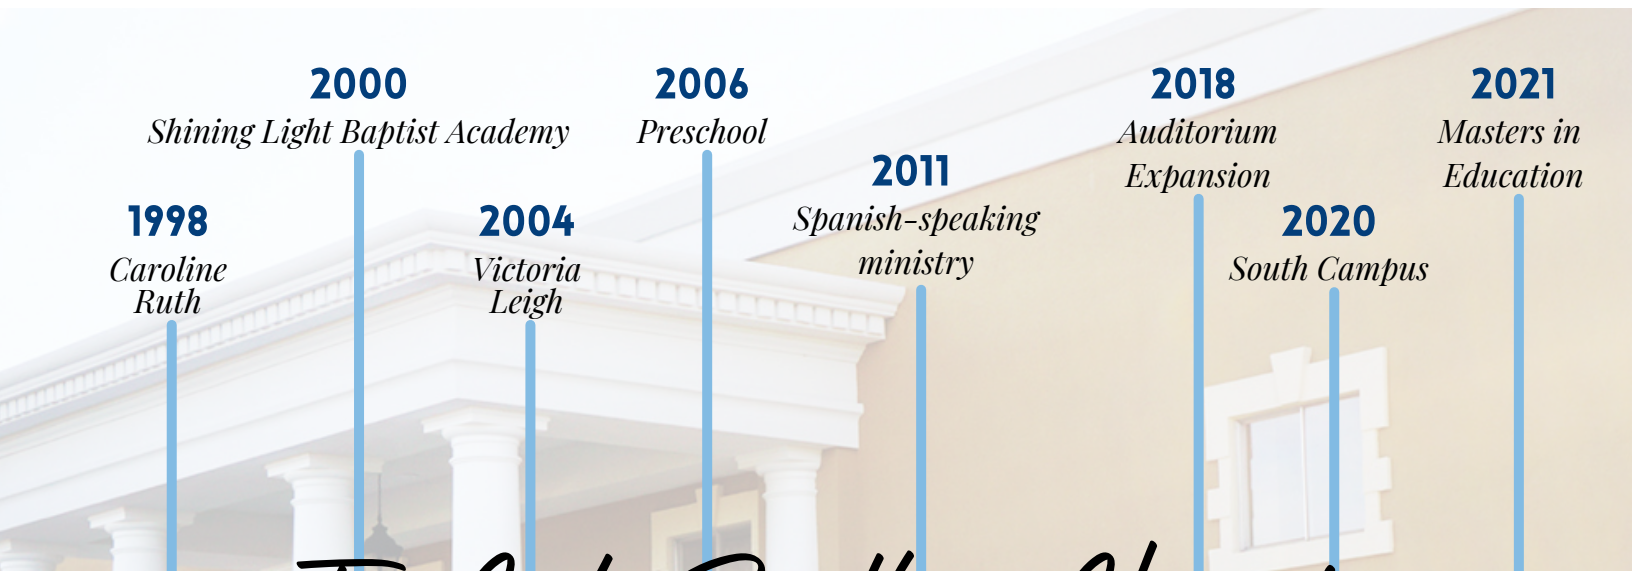 1998
Caroline
Ruth
2000
Shining Light Baptist Academy
2004
Victoria
Leigh
2006
Preschool
2011
Spanish-speaking
ministry
2018
Auditorium
Expansion
2020
South Campus
2021
Masters in
Education